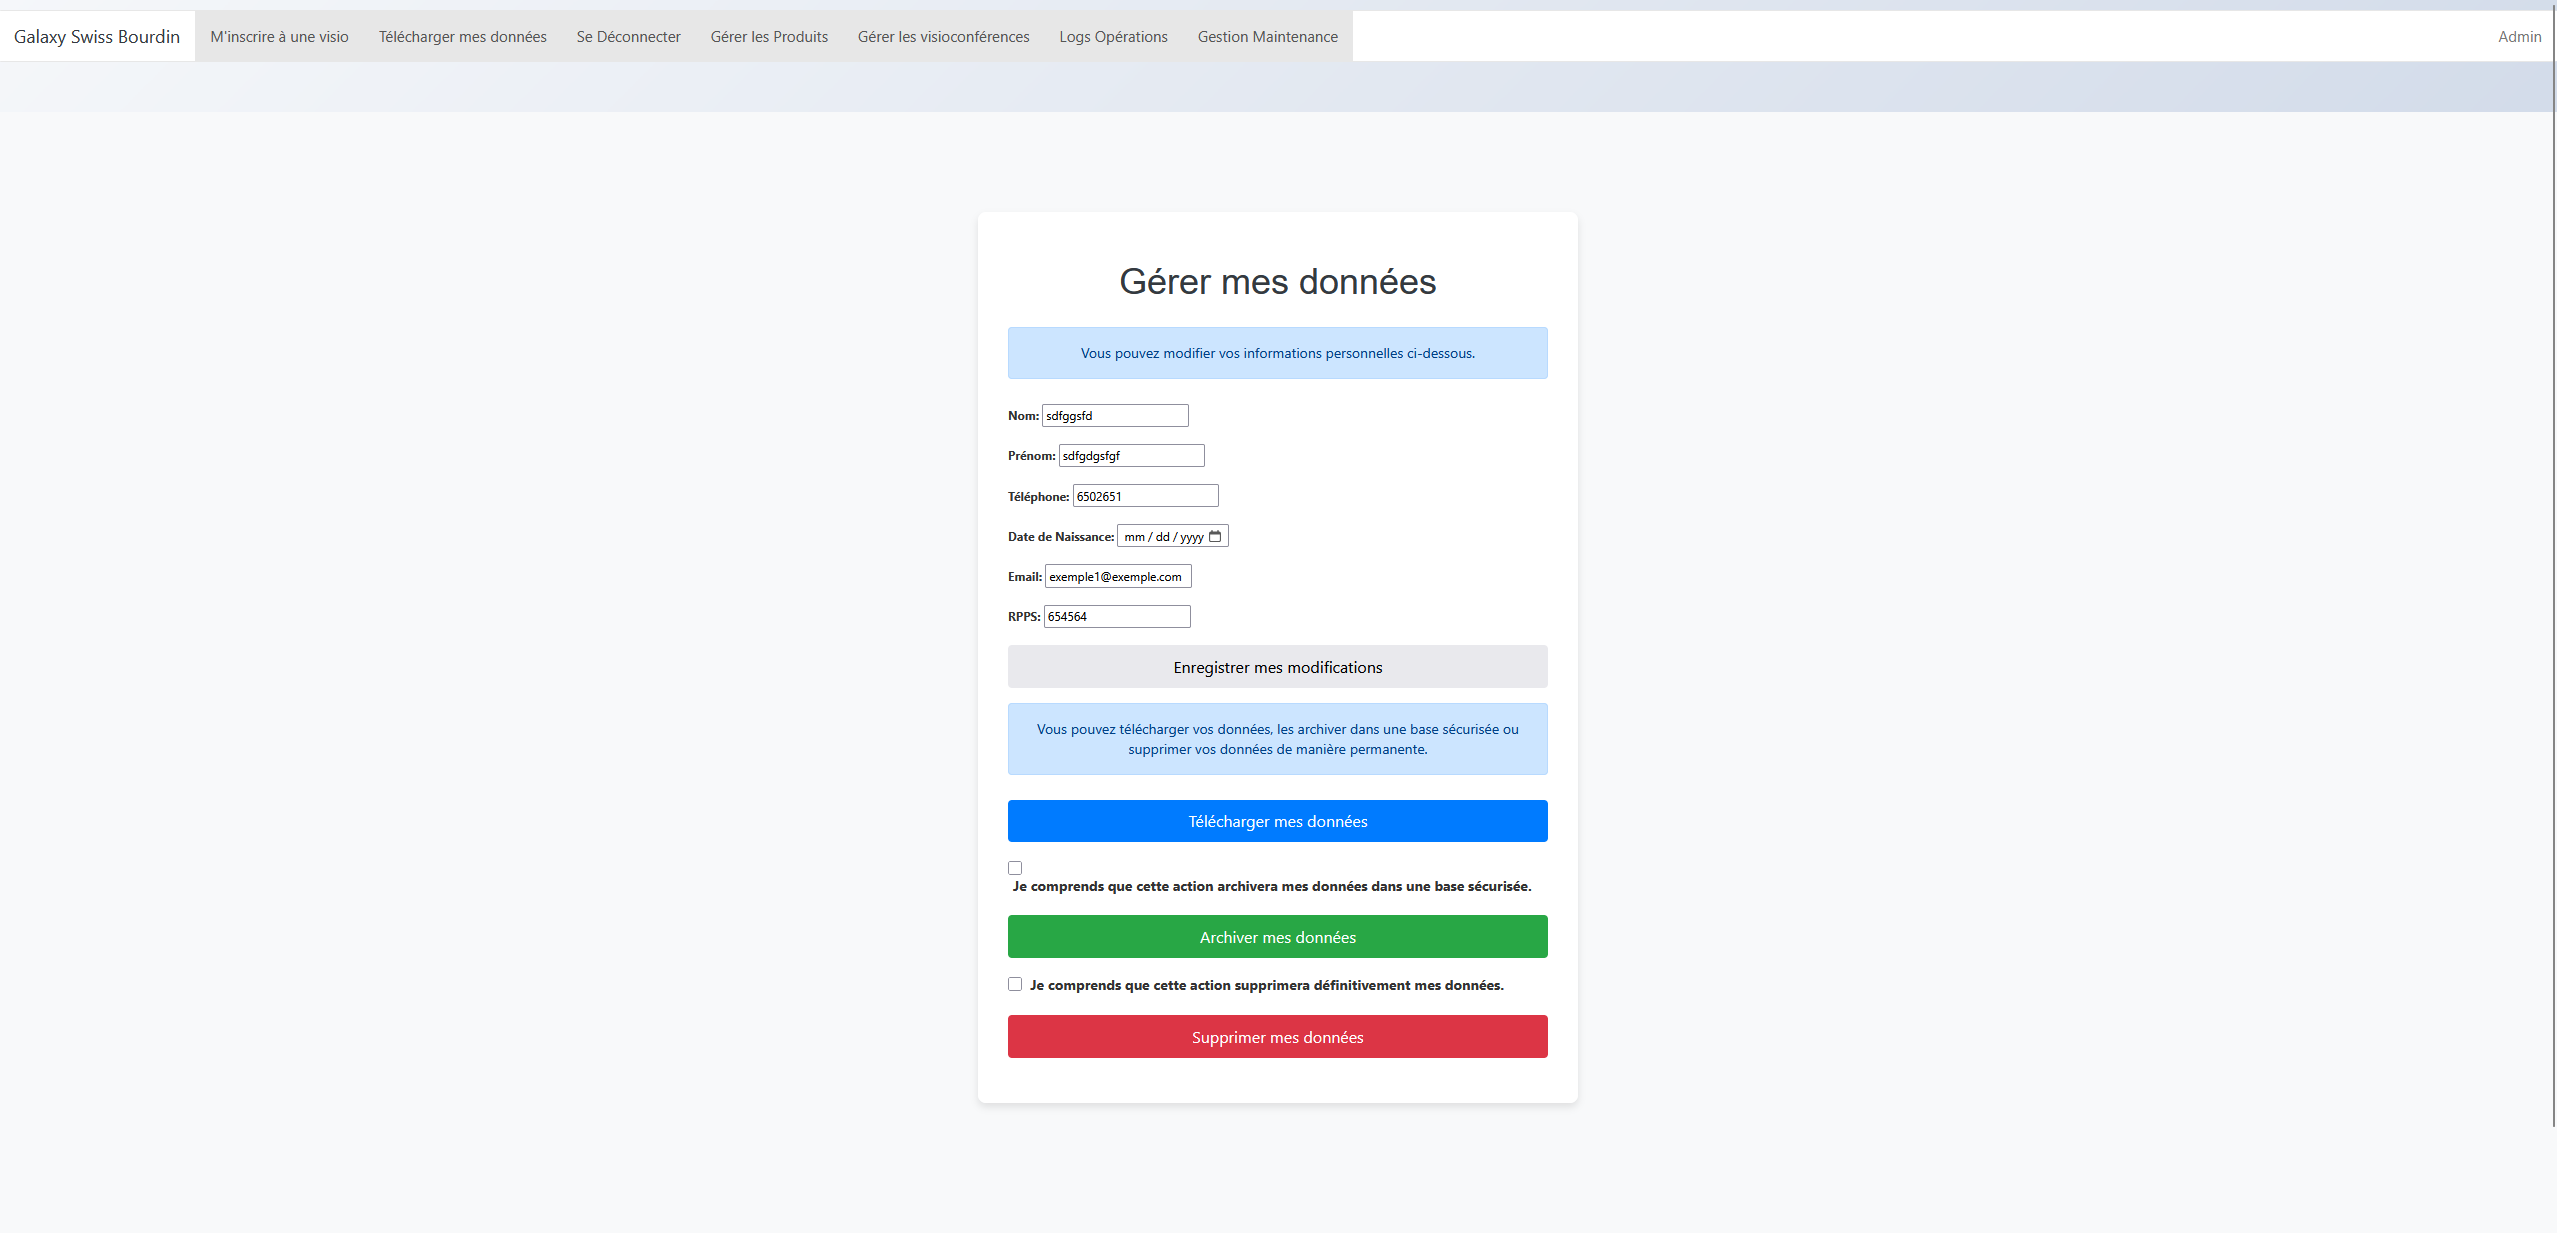 Galaxy Swiss Bourdin M'inscrire à une visio Télécharger mes données Se Déconnecter Gérer les Produits Gérer les visioconférences Logs Opérations Gestion Maintenance Admin
Gérer mes données
Vous pouvez modifier vos informations personnelles ci-dessous.
Nom: sdfggsfd
Prénom: sdfgdgsfgf
Téléphone: 6502651
Date de Naissance: mm / dd / yyyy
Email: exemple1@exemple.com
RPPS: 654564
Enregistrer mes modifications
Vous pouvez télécharger vos données, les archiver dans une base sécurisée ou
supprimer vos données de manière permanente.
Télécharger mes données
Je comprends que cette action archivera mes données dans une base sécurisée.
Archiver mes données
Je comprends que cette action supprimera définitivement mes données.
Supprimer mes données